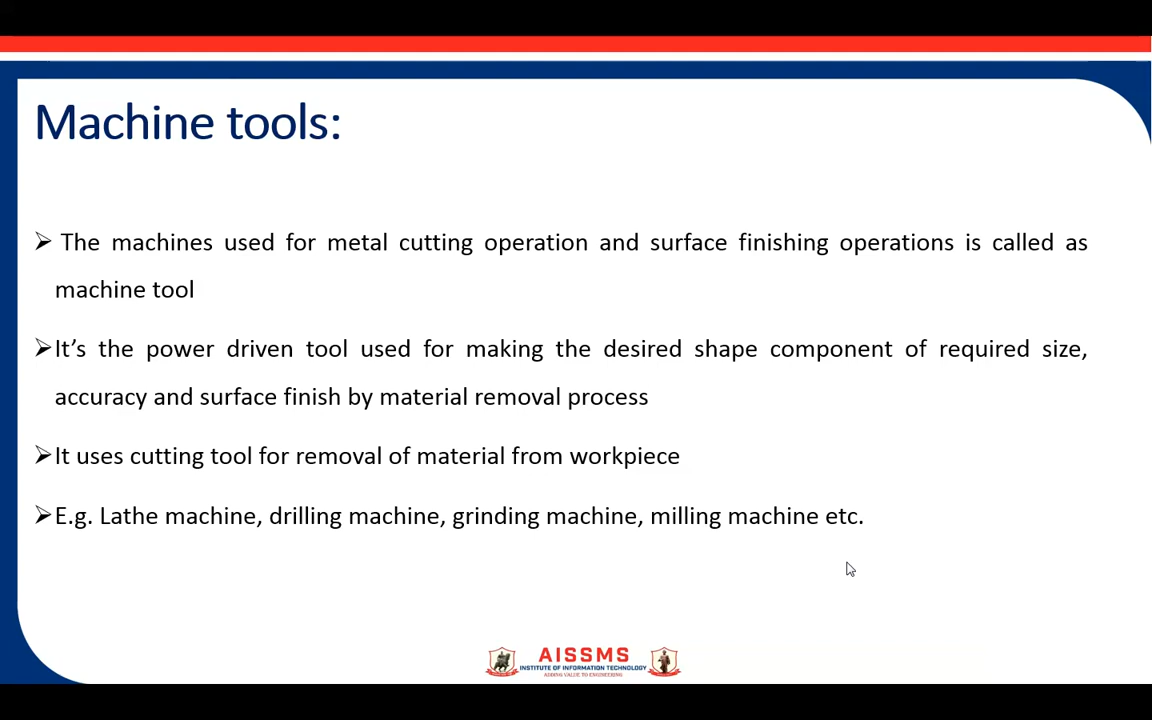 Machine tools:
➢ The machines used for metal cutting operation and surface finishing operations is called as
machine tool
➢It’s the power driven tool used for making the desired shape component of required size,
accuracy and surface finish by material removal process
➢It uses cutting tool for removal of material from workpiece
➢E.g. Lathe machine, drilling machine, grinding machine, milling machine etc.
AISSMS
INSTITUTE OF INFORMATION TECHNOLOGY
ADDING VALUE TO ENGINEERING